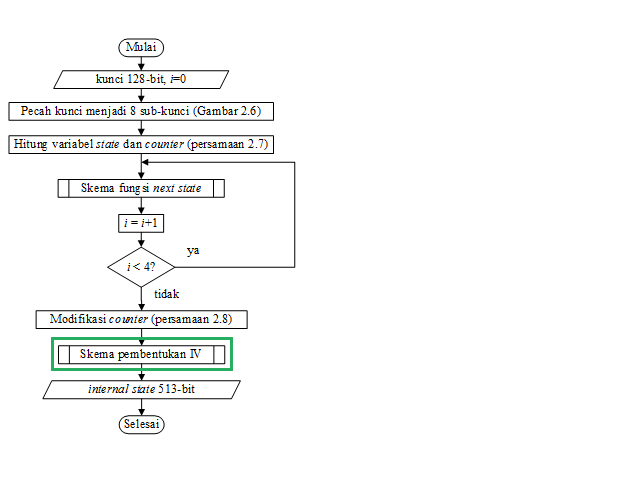 Mulai
kunci 128-bit, i=0
Pecah kunci menjadi 8 sub-kunci (Gambar 2.6)
Hitung variabel state dan counter (persamaan 2.7)
Skema fungsi next state
i = i+1
ya
i < 4?
tidak
Modifikasi counter (persamaan 2.8)
Skema pembentukan IV
internal state 513-bit
Selesai